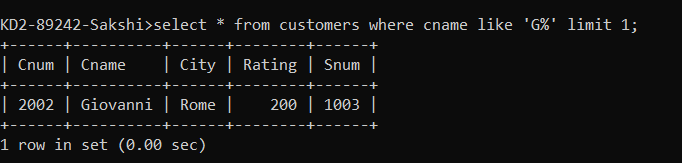 KD2-89242-Sakshi>select * from customers where cname like 'G%' limit 1;
+------+----------+------+--------+------+
| Cnum | Cname    | City | Rating | Snum |
+------+----------+------+--------+------+
| 2002 | Giovanni | Rome |    200 | 1003 |
+------+----------+------+--------+------+
1 row in set (0.00 sec)